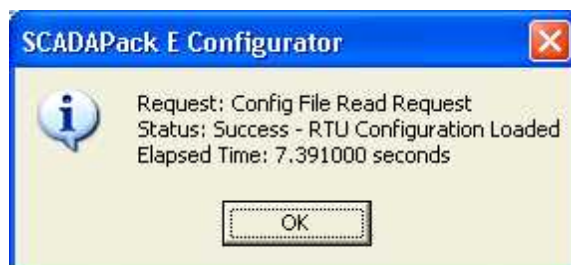 SCADAPack E Configurator
Request: Config File Read Request
Status: Success - RTU Configuration Loaded
Elapsed Time: 7.391000 seconds
OK